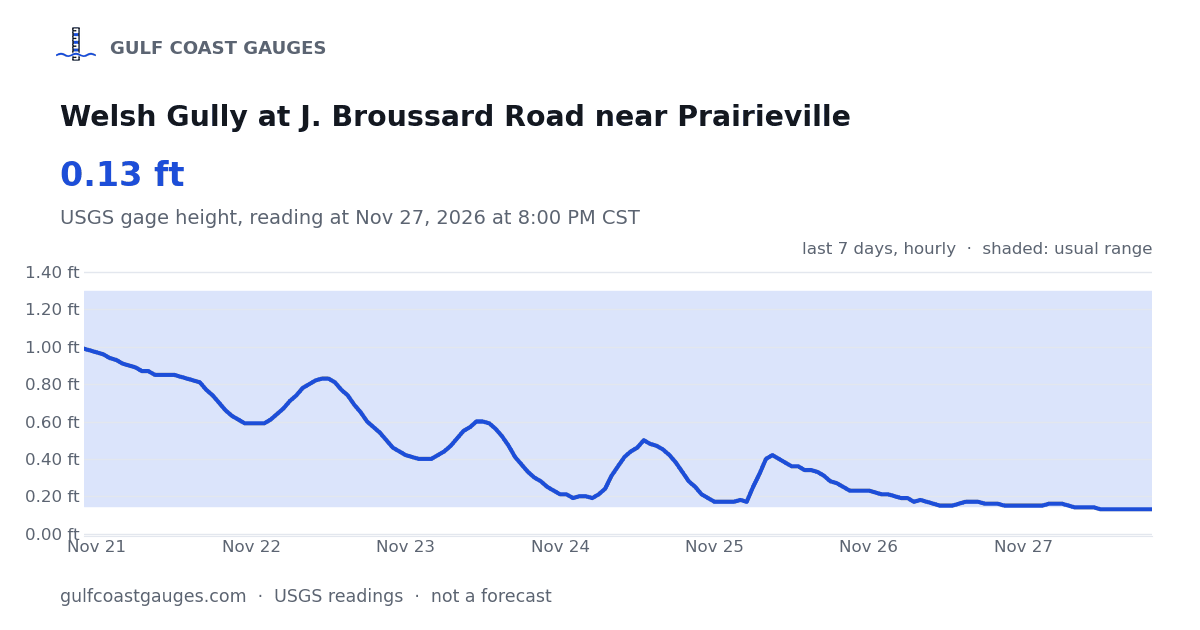 GULF COAST GAUGES
Welsh Gully at J. Broussard Road near Prairieville
0.13 ft
USGS gage height, reading at Nov 27, 2026 at 8:00 PM CST
last 7 days, hourly · shaded: usual range
1.40 ft
1.20 ft
1.00 ft
0.80 ft
0.60 ft
0.40 ft
0.20 ft
0.00 ft
Nov 21 Nov 22 Nov 23 Nov 24 Nov 25 Nov 26 Nov 27
gulfcoastgauges.com · USGS readings · not a forecast